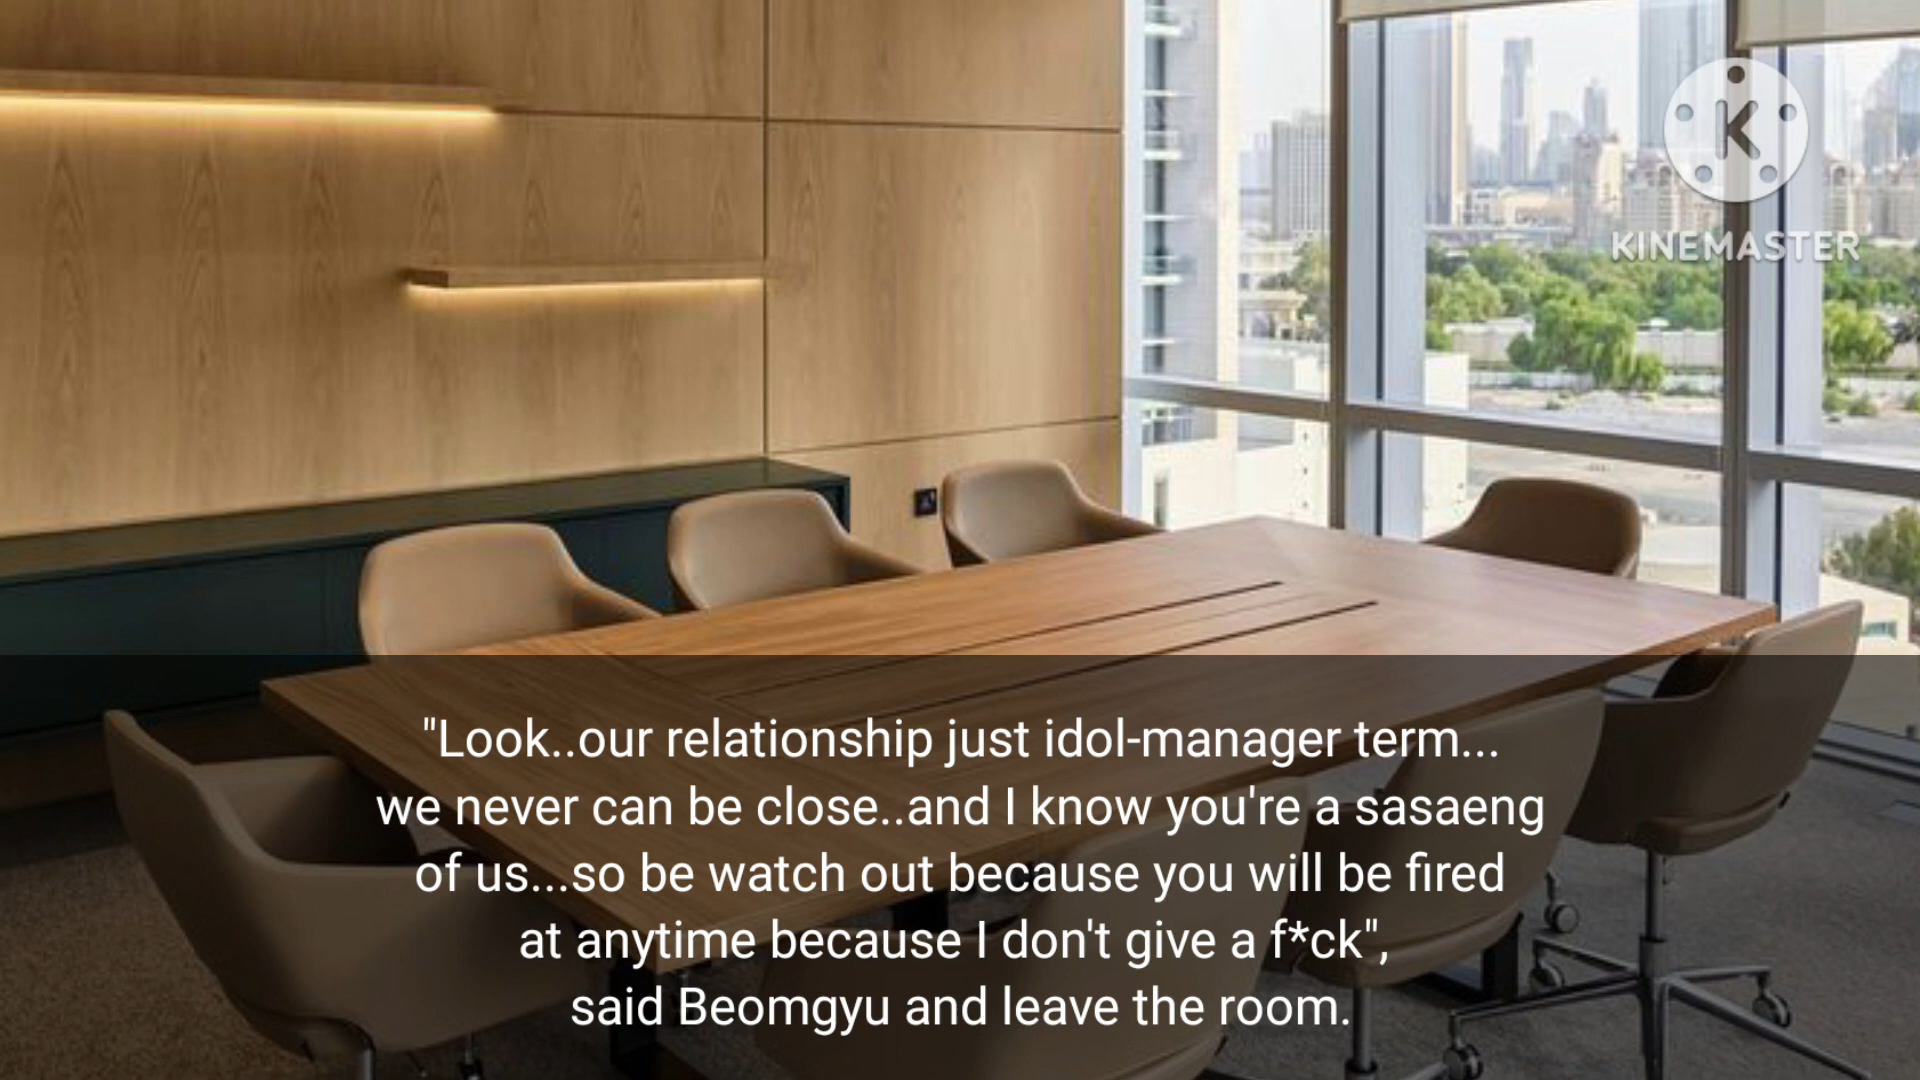 K
KINEMASTER
"Look..our relationship just idol-manager term...
we never can be close..and I know you're a sasaeng
of us...so be watch out because you will be fired
at anytime because I don't give a f*ck",
said Beomgyu and leave the room.